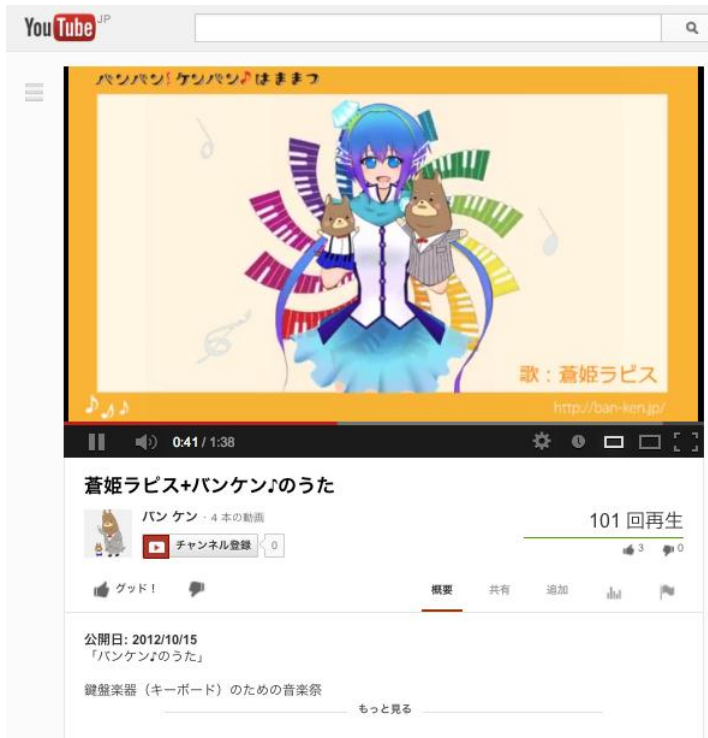 YouTube JP
バンバン!ケンバン♪はままつ
歌：蒼姫ラピス
http://ban-ken.jp/
0:41 / 1:38
蒼姫ラピス+バンケン♪のうた
バン ケン · 4 本の動画
チャンネル登録 0
101 回再生
3 0
グッド！
概要 共有 追加
公開日: 2012/10/15
「バンケン♪のうた」
鍵盤楽器（キーボード）のための音楽祭
もっと見る